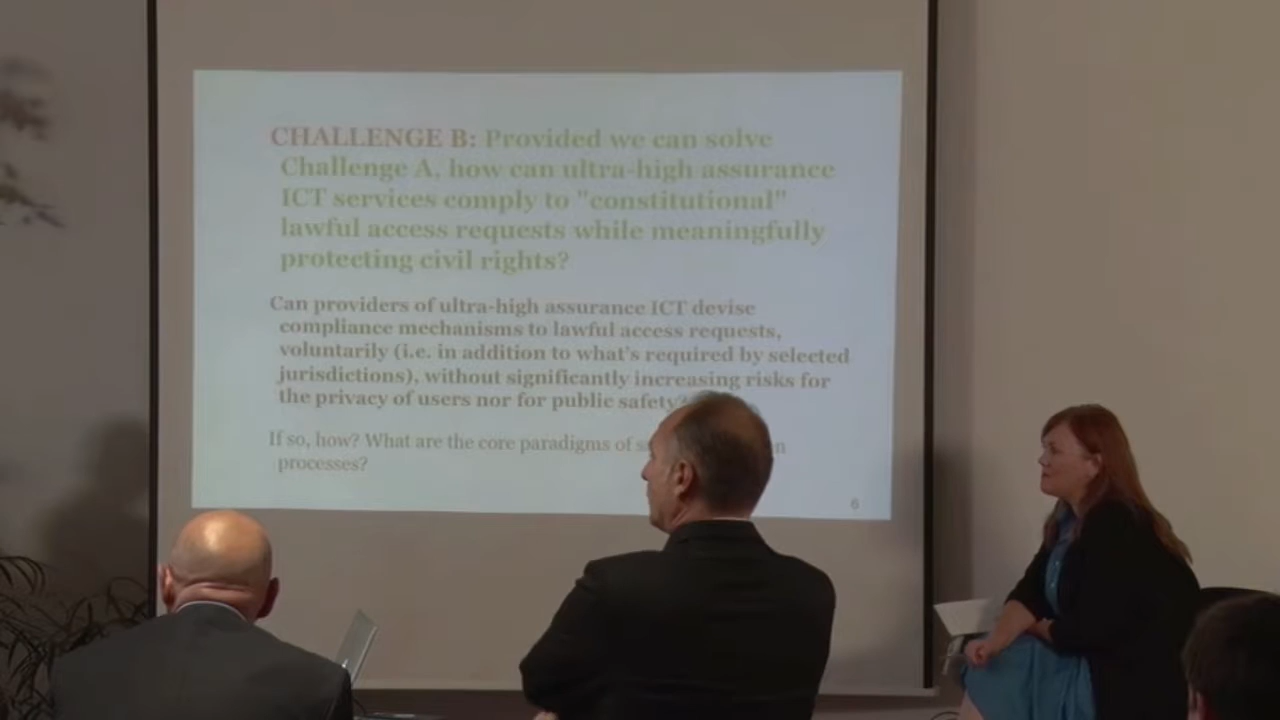 CHALLENGE B: Provided we can solve
Challenge A, how can ultra-high assurance
ICT services comply to "constitutional"
lawful access requests while meaningfully
protecting civil rights?
Can providers of ultra-high assurance ICT devise
compliance mechanisms to lawful access requests,
voluntarily (i.e. in addition to what's required by selected
jurisdictions), without significantly increasing risks for
the privacy of users nor for public safety
If so, how? What are the core paradigms of
processes?
6